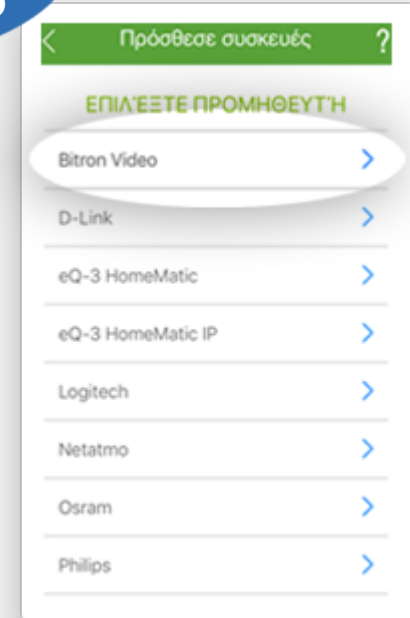 Πρόσθεσε συσκευές ?
ΕΠΙΛΈΞΤΕ ΠΡΟΜΗΘΕΥΤΉ
Bitron Video
D-Link
eQ-3 HomeMatic
eQ-3 HomeMatic IP
Logitech
Netatmo
Osram
Philips